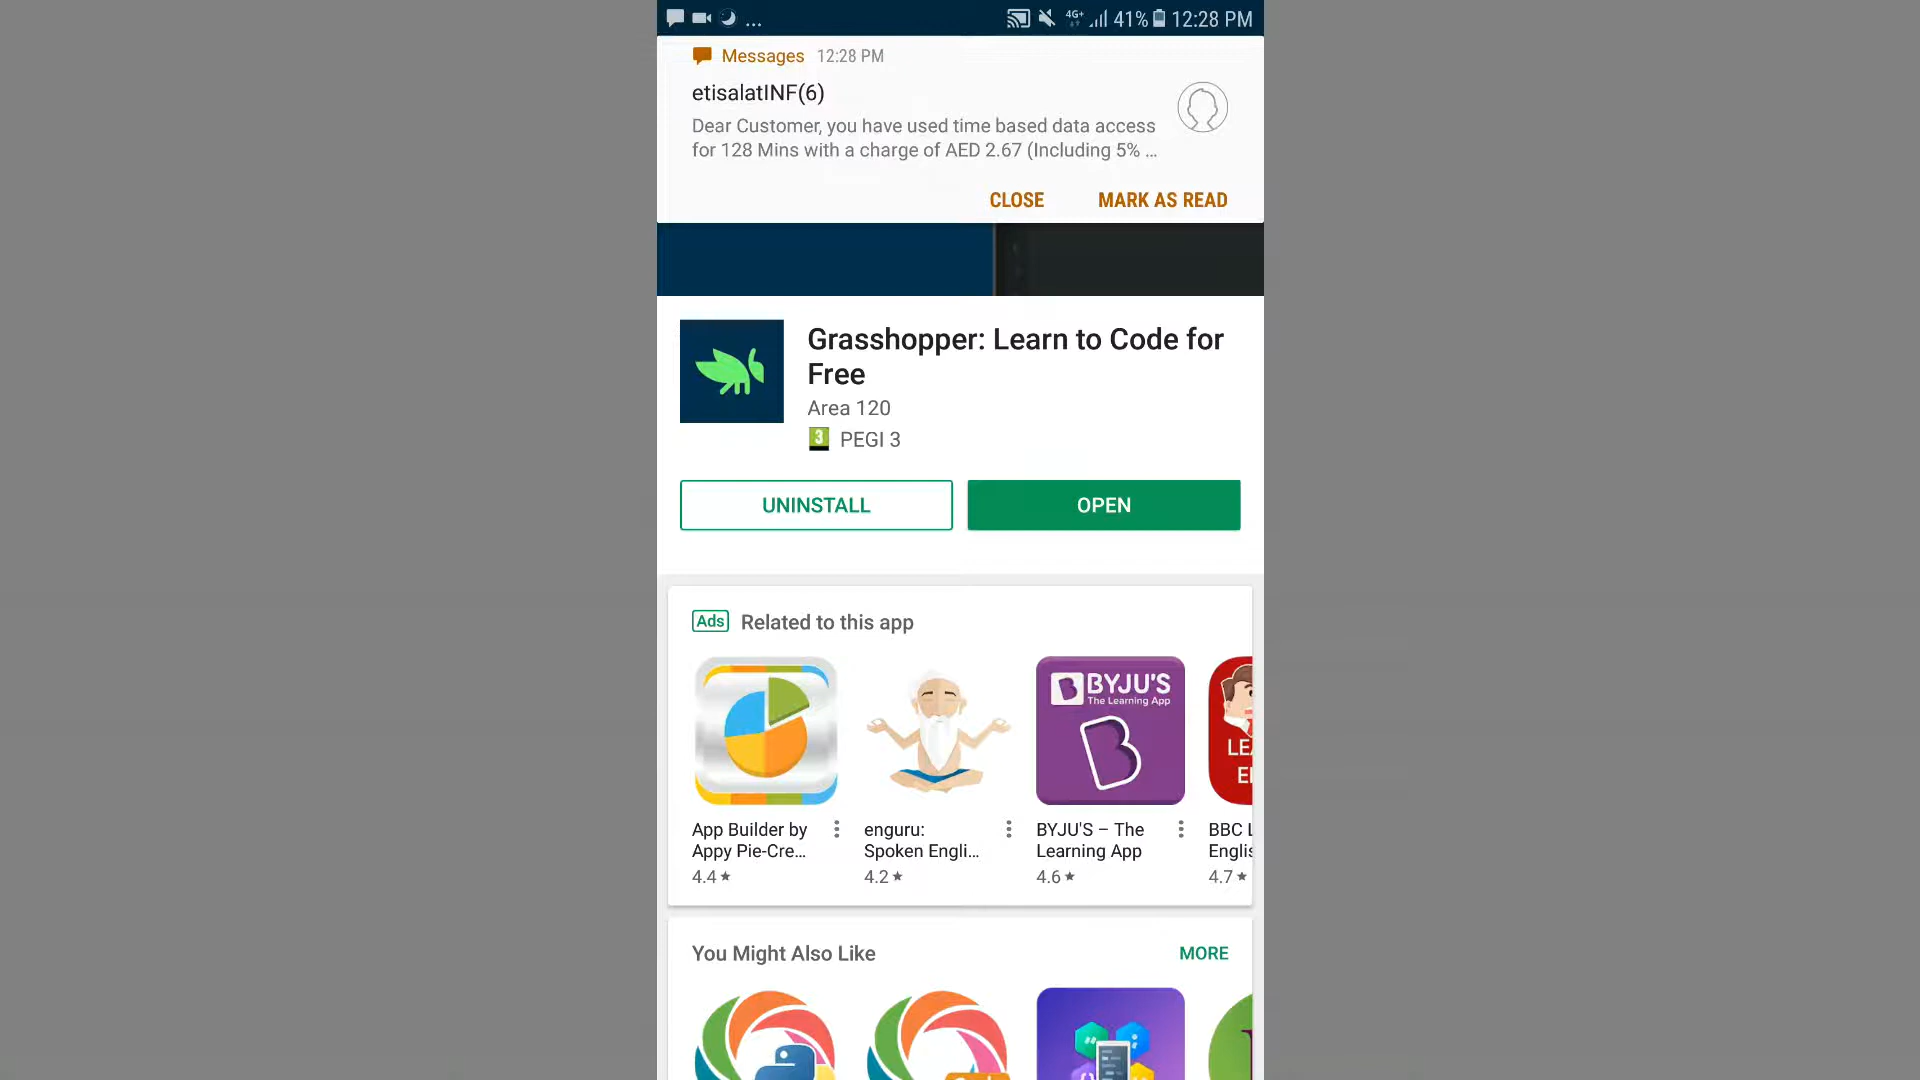 ... 4G+ 41% 12:28 PM
Messages 12:28 PM
etisalatINF(6)
Dear Customer, you have used time based data access
for 128 Mins with a charge of AED 2.67 (Including 5% ...
CLOSE MARK AS READ
Grasshopper: Learn to Code for
Free
Area 120
3 PEGI 3
UNINSTALL OPEN
Ads Related to this app
BYJU'S
The Learning App
B
App Builder by
Appy Pie-Cre...
4.4★
enguru:
Spoken Engli...
4.2★
BYJU'S – The
Learning App
4.6★
BBC
4.7★
You Might Also Like MORE